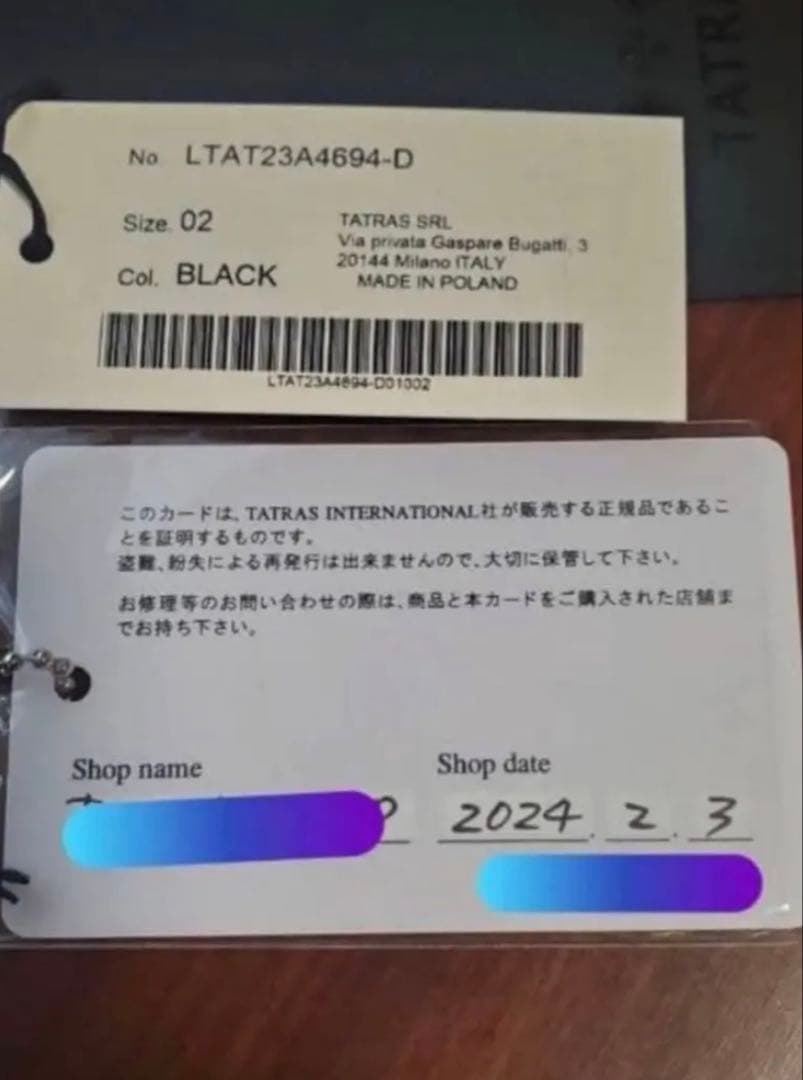 TATR
No. LTAT23A4694-D
Size. 02
TATRAS SRL
Via privata Gaspare Bugatti, 3
20144 Milano ITALY
Col. BLACK
MADE IN POLAND
LTAT23A4694-D01002
このカードは、TATRAS INTERNATIONAL社が販売する正規品であるこ
とを証明するものです。
盗難、紛失による再発行は出来ませんので、大切に保管して下さい。
お修理等のお問い合わせの際は、商品と本カードをご購入された店舗ま
でお持ち下さい。
Shop name
Shop date
2024.2.3